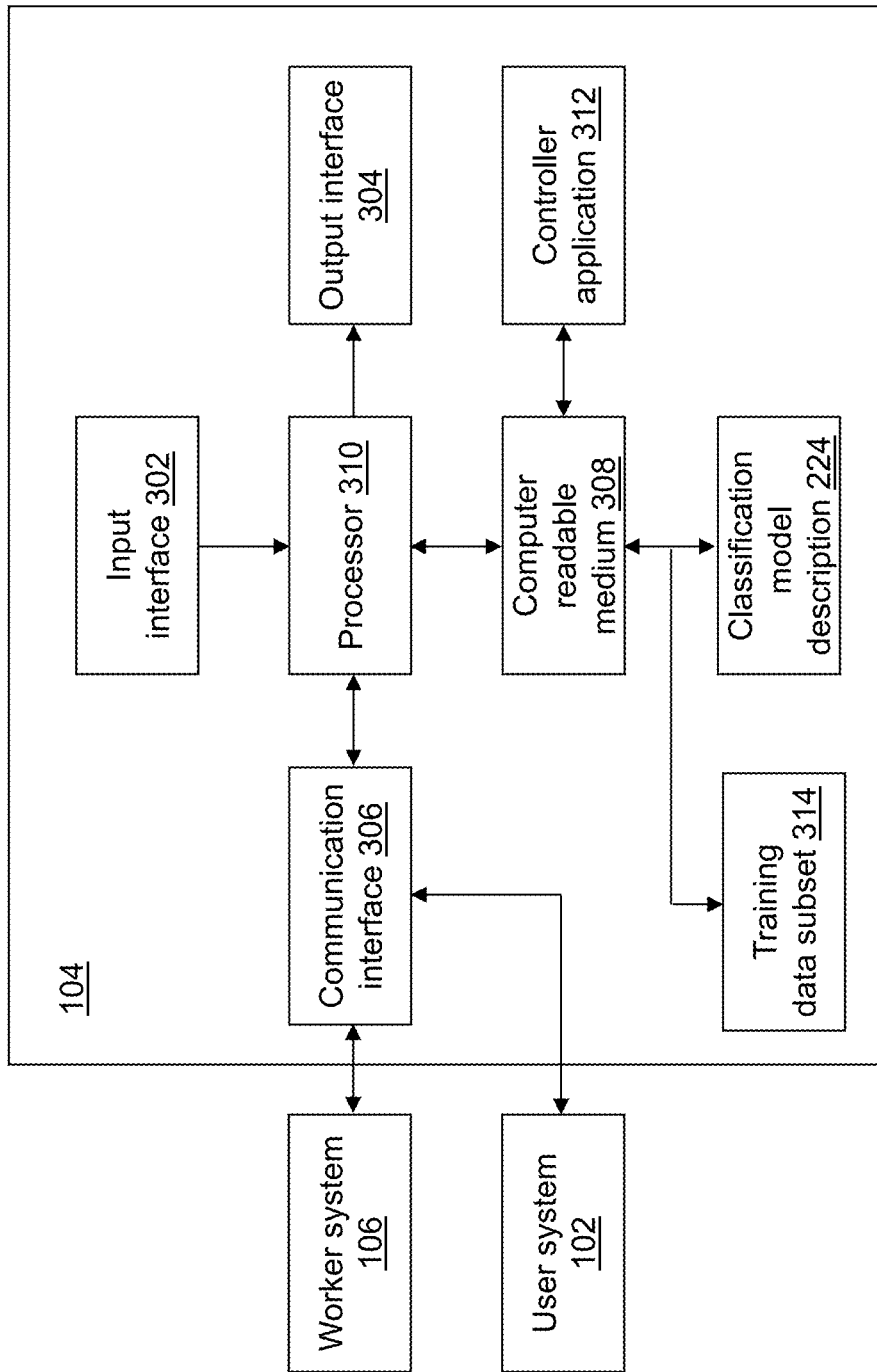 104
Input
interface 302
Worker system
106
Communication
interface 306
Processor 310
Output interface
304
User system
102
Computer
readable
medium 308
Controller
application 312
Training
data subset 314
Classification
model
description 224